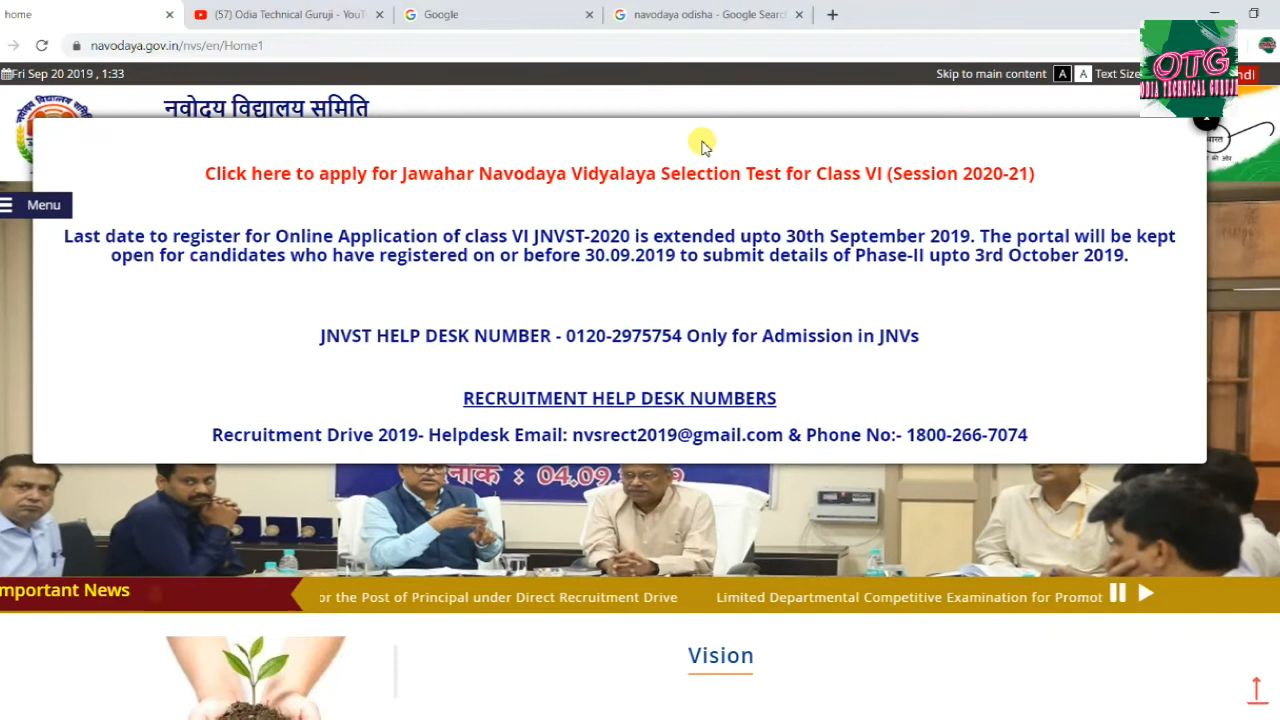 home
(57) Odia Technical Guruji - YouT
Google
navodaya odisha - Google Searc
navodaya.gov.in/nvs/en/Home1
Fri Sep 20 2019 , 1:33
Skip to main content A A Text Size
ndi
OTG
ODIA TECHNICAL GURUJI
नवोदय विद्यालय समिति
Click here to apply for Jawahar Navodaya Vidyalaya Selection Test for Class VI (Session 2020-21)
Menu
Last date to register for Online Application of class VI JNVST-2020 is extended upto 30th September 2019. The portal will be kept
open for candidates who have registered on or before 30.09.2019 to submit details of Phase-II upto 3rd October 2019.
JNVST HELP DESK NUMBER - 0120-2975754 Only for Admission in JNVs
RECRUITMENT HELP DESK NUMBERS
Recruitment Drive 2019- Helpdesk Email: nvsrect2019@gmail.com & Phone No:- 1800-266-7074
04.09.2019
mportant News
or the Post of Principal under Direct Recruitment Drive
Limited Departmental Competitive Examination for Promot
Vision